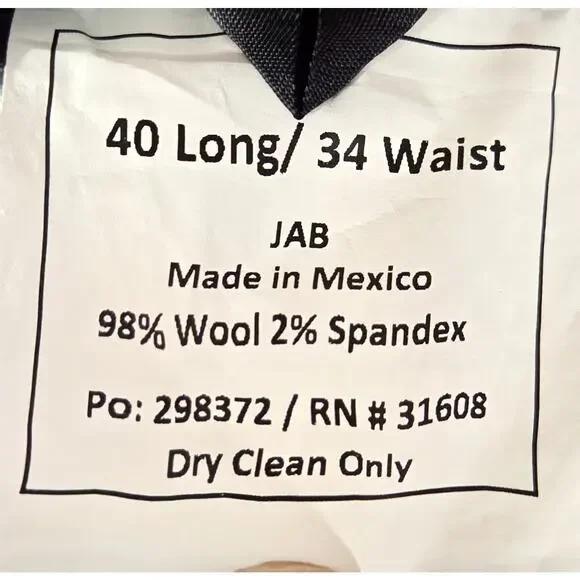 40 Long/ 34 Waist
JAB
Made in Mexico
98% Wool 2% Spandex
Po: 298372 / RN # 31608
Dry Clean Only